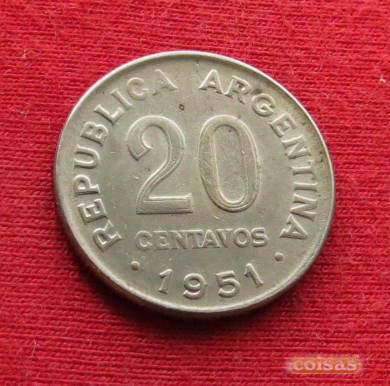 REPUBLICA ARGENTINA
20
CENTAVOS
· 1951 ·
coisas